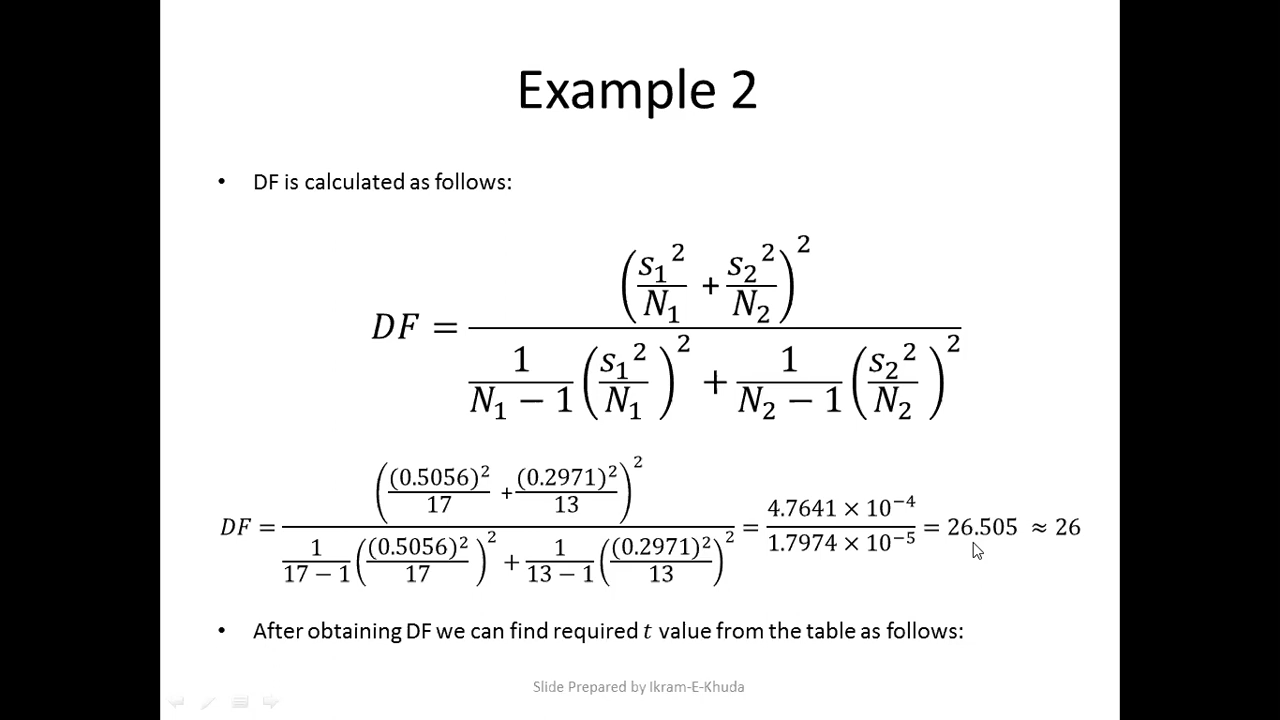 Example 2
• DF is calculated as follows:
DF = (s₁²/N₁ + s₂²/N₂)² / (1/(N₁ − 1) (s₁²/N₁)² + 1/(N₂ − 1) (s₂²/N₂)²)
DF = ((0.5056)²/17 + (0.2971)²/13)² / (1/(17 − 1) ((0.5056)²/17)² + 1/(13 − 1) ((0.2971)²/13)²) = 4.7641 × 10⁻⁴ / 1.7974 × 10⁻⁵ = 26.505 ≈ 26
• After obtaining DF we can find required t value from the table as follows:
Slide Prepared by Ikram-E-Khuda